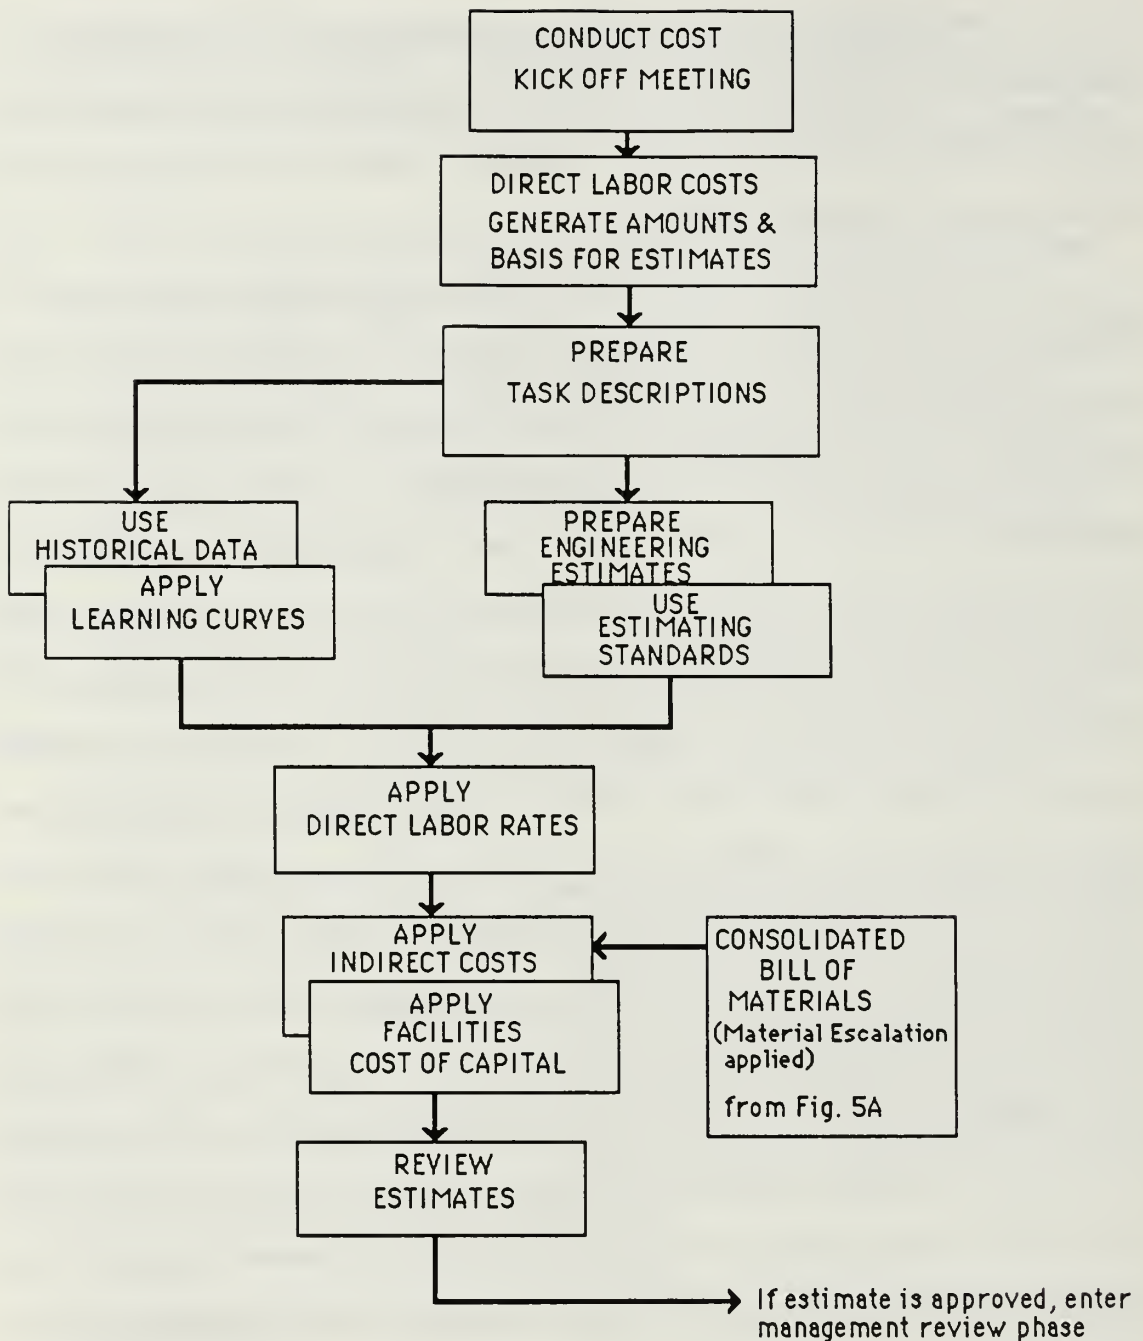 CONDUCT COST
KICK OFF MEETING
DIRECT LABOR COSTS
GENERATE AMOUNTS &
BASIS FOR ESTIMATES
PREPARE
TASK DESCRIPTIONS
USE
HISTORICAL DATA
APPLY
LEARNING CURVES
PREPARE
ENGINEERING
ESTIMATES
USE
ESTIMATING
STANDARDS
APPLY
DIRECT LABOR RATES
APPLY
INDIRECT COSTS
APPLY
FACILITIES
COST OF CAPITAL
CONSOLIDATED
BILL OF
MATERIALS
(Material Escalation
applied)
from Fig. 5A
REVIEW
ESTIMATES
If estimate is approved, enter
management review phase